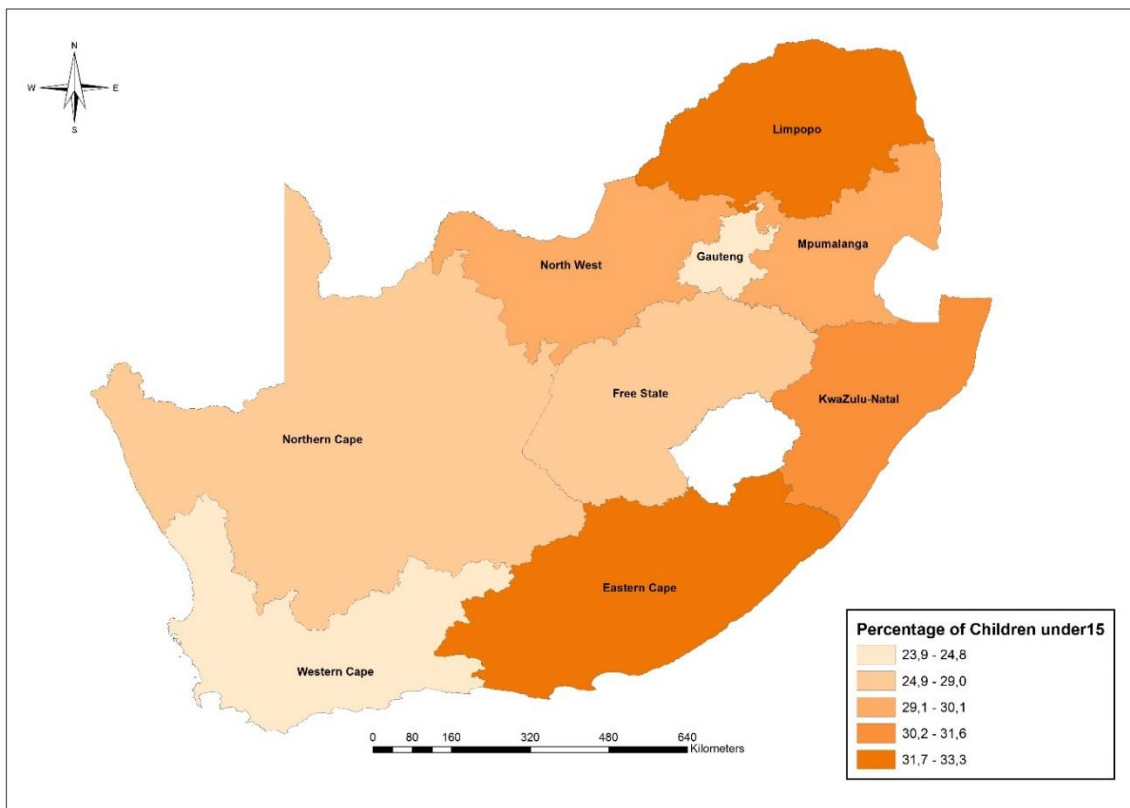 N
W E
S
Limpopo
Mpumalanga
Gauteng
North West
Free State
KwaZulu-Natal
Northern Cape
Eastern Cape
Western Cape
Percentage of Children under15
23,9 - 24,8
24,9 - 29,0
29,1 - 30,1
30,2 - 31,6
31,7 - 33,3
0 80 160 320 480 640
Kilometers